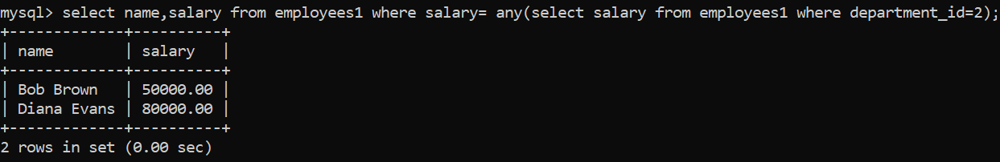 mysql> select name,salary from employees1 where salary= any(select salary from employees1 where department_id=2);
+-------------+----------+
| name        | salary   |
+-------------+----------+
| Bob Brown   | 50000.00 |
| Diana Evans | 80000.00 |
+-------------+----------+
2 rows in set (0.00 sec)